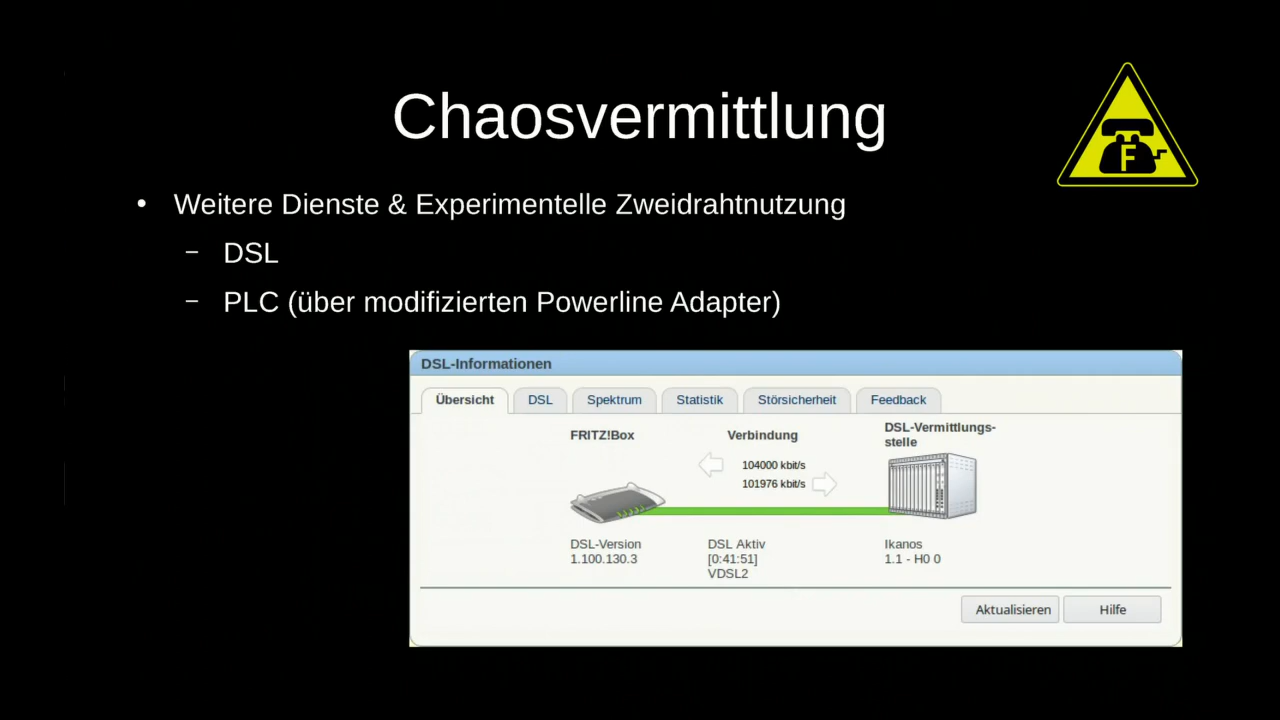 Chaosvermittlung
F
• Weitere Dienste & Experimentelle Zweidrahtnutzung
– DSL
– PLC (über modifizierten Powerline Adapter)
DSL-Informationen
Übersicht DSL Spektrum Statistik Störsicherheit Feedback
FRITZ!Box Verbindung DSL-Vermittlungs-
stelle
104000 kbit/s
101976 kbit/s
DSL-Version DSL Aktiv Ikanos
1.100.130.3 [0:41:51] 1.1 - H0 0
VDSL2
Aktualisieren Hilfe